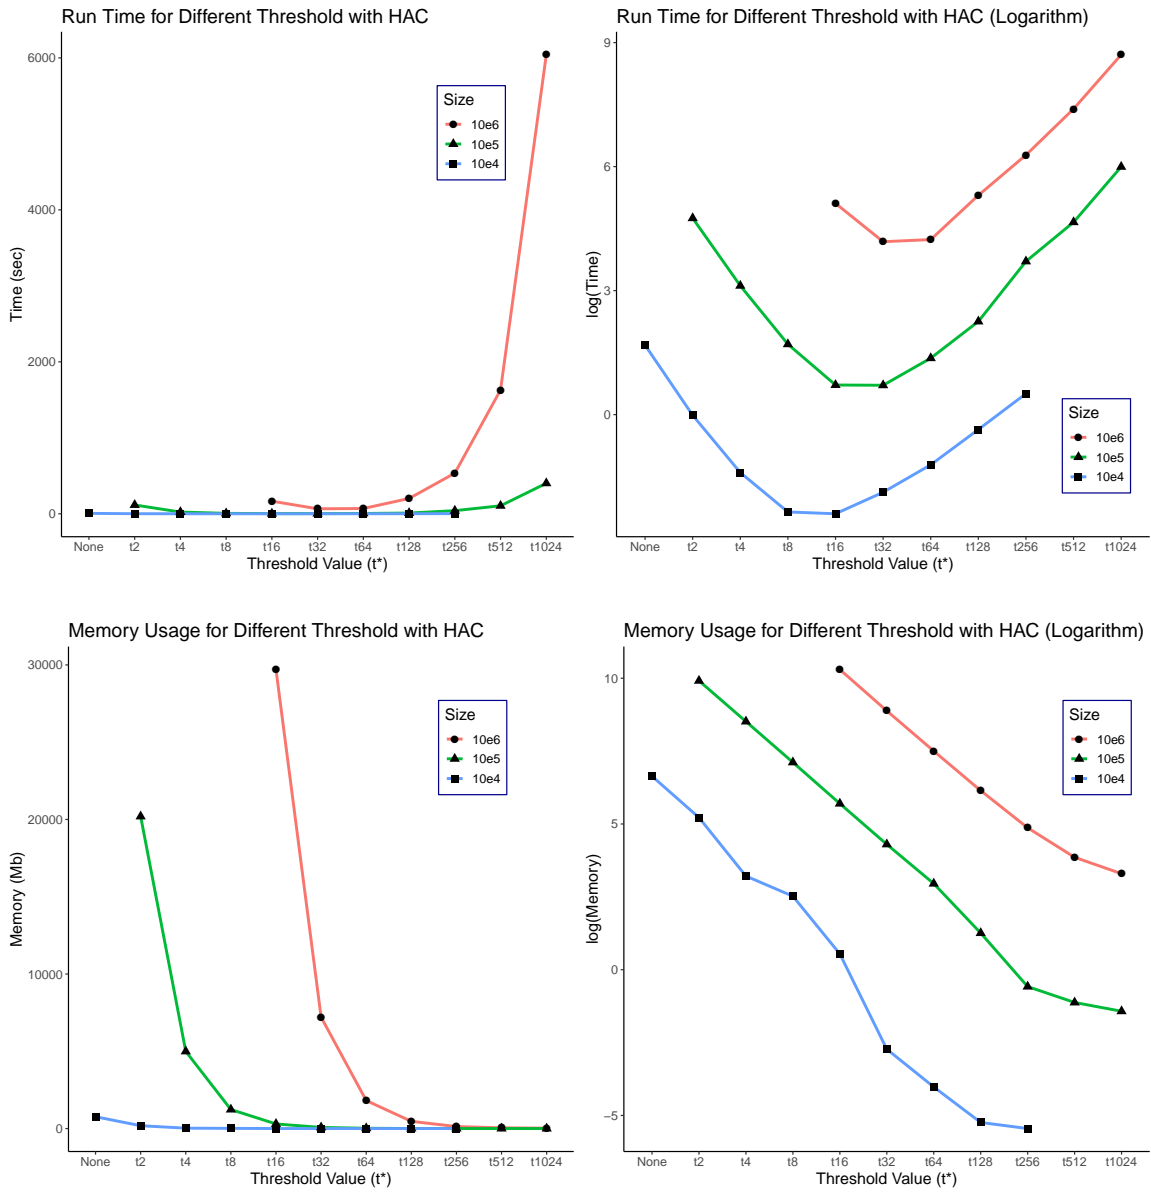 Run Time for Different Threshold with HAC
6000
4000
2000
0
Time (sec)
Size
10e6
10e5
10e4
None t2 t4 t8 t16 t32 t64 t128 t256 t512 t1024
Threshold Value (t*)
Run Time for Different Threshold with HAC (Logarithm)
9
6
3
0
log(Time)
Size
10e6
10e5
10e4
None t2 t4 t8 t16 t32 t64 t128 t256 t512 t1024
Threshold Value (t*)
Memory Usage for Different Threshold with HAC
30000
20000
10000
0
Memory (Mb)
Size
10e6
10e5
10e4
None t2 t4 t8 t16 t32 t64 t128 t256 t512 t1024
Threshold Value (t*)
Memory Usage for Different Threshold with HAC (Logarithm)
10
5
0
−5
log(Memory)
Size
10e6
10e5
10e4
None t2 t4 t8 t16 t32 t64 t128 t256 t512 t1024
Threshold Value (t*)